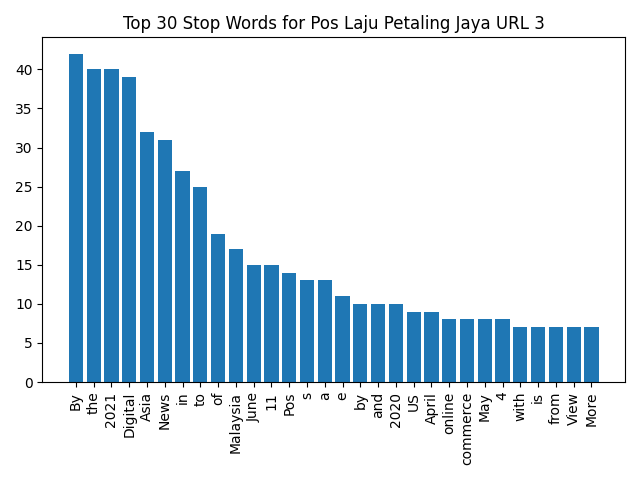 Top 30 Stop Words for Pos Laju Petaling Jaya URL 3
40
35
30
25
20
15
10
5
0
By
the
2021
Digital
Asia
News
in
to
of
Malaysia
June
11
Pos
s
a
e
by
and
2020
US
April
online
commerce
May
4
with
is
from
View
More